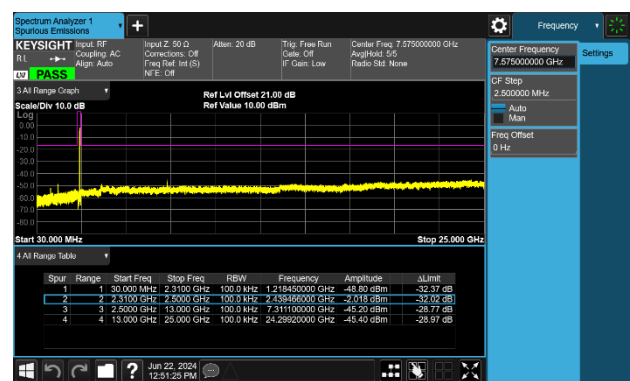 Spectrum Analyzer 1
Spurious Emissions
+
Frequency
KEYSIGHT Input: RF Input Z: 50 Ω Atten: 20 dB Trig: Free Run Center Freq: 7.575000000 GHz
R L Coupling: AC Corrections: Off Gate: Off Avg|Hold: 5/5
Align: Auto Freq Ref: Int (S) IF Gain: Low Radio Std: None
LW PASS NFE: Off
Center Frequency
7.575000000 GHz
Settings
CF Step
2.500000 MHz
Auto
Man
Freq Offset
0 Hz
3 All Range Graph
Ref Lvl Offset 21.00 dB
Scale/Div 10.0 dB Ref Value 10.00 dBm
Log
0.00
-10.0
-20.0
-30.0
-40.0
-50.0
-60.0
-70.0
-80.0
Start 30.000 MHz Stop 25.000 GHz
4 All Range Table
Spur Range Start Freq Stop Freq RBW Frequency Amplitude ΔLimit
1 1 30.000 MHz 2.3100 GHz 100.0 kHz 1.218450000 GHz -48.80 dBm -32.37 dB
2 2 2.3100 GHz 2.5000 GHz 100.0 kHz 2.439466000 GHz -2.018 dBm -32.02 dB
3 3 2.5000 GHz 13.000 GHz 100.0 kHz 7.311100000 GHz -45.20 dBm -28.77 dB
4 4 13.000 GHz 25.000 GHz 100.0 kHz 24.29920000 GHz -45.40 dBm -28.97 dB
? Jun 22, 2024
12:51:25 PM